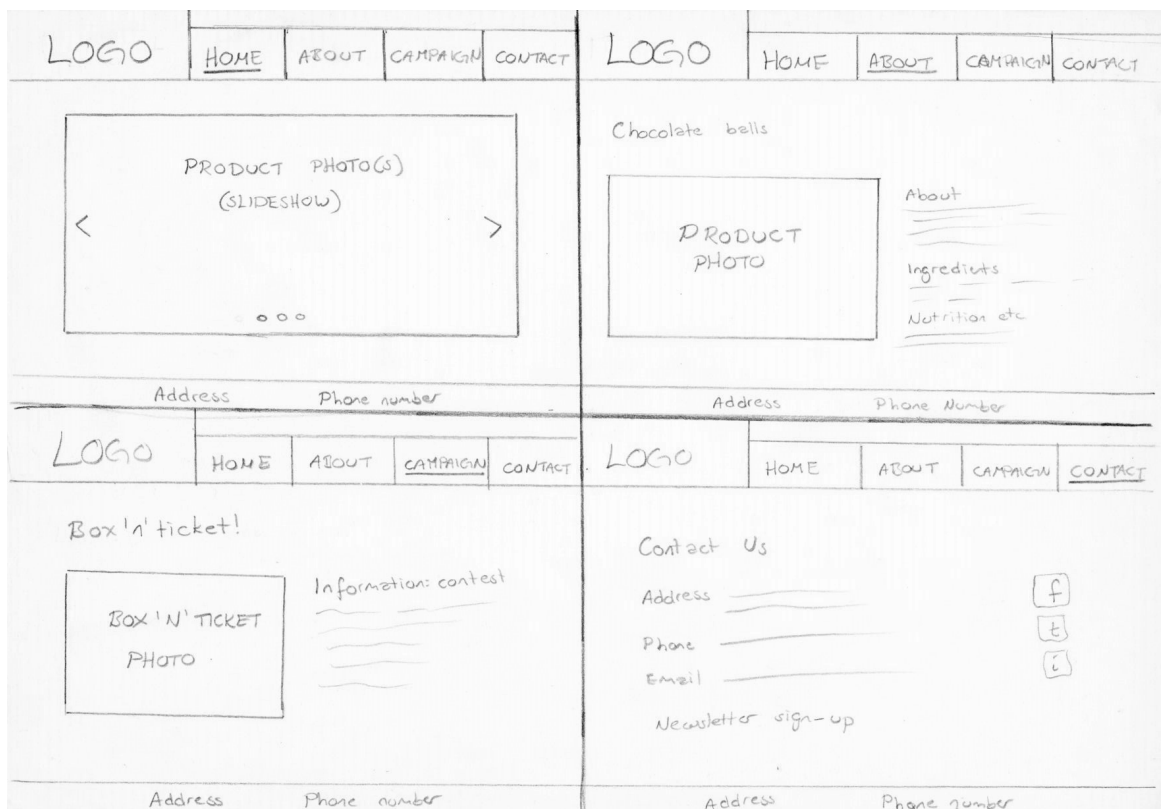 LOGO HOME ABOUT CAMPAIGN CONTACT
PRODUCT PHOTO(S)
(SLIDESHOW)
< >
Address Phone number
LOGO HOME ABOUT CAMPAIGN CONTACT
Chocolate balls
PRODUCT
PHOTO
About
Ingredients
Nutrition etc
Address Phone Number
LOGO HOME ABOUT CAMPAIGN CONTACT
Box'n'ticket!
BOX'N'TICKET
PHOTO
Information: contest
Address Phone number
LOGO HOME ABOUT CAMPAIGN CONTACT
Contact Us
Address
Phone
Email
Newsletter sign-up
f
t
i
Address Phone number